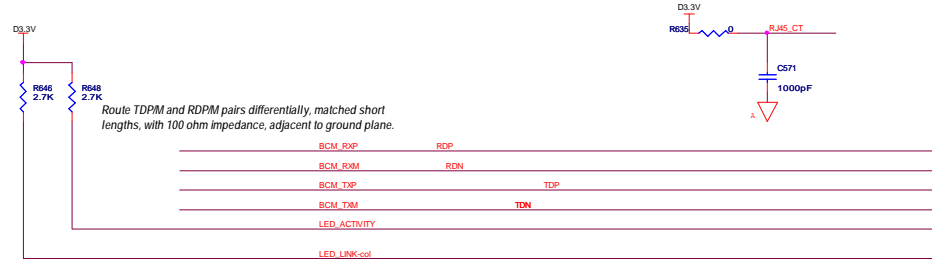 D3.3V
D3.3V
R635 0 RJ45_CT
C571
1000pF
A
R646 R648
2.7K 2.7K
Route TDP/M and RDP/M pairs differentially, matched short
lengths, with 100 ohm impedance, adjacent to ground plane.
BCM_RXP RDP
BCM_RXM RDN
BCM_TXP TDP
BCM_TXM TDN
LED_ACTIVITY
LED_LINK-col